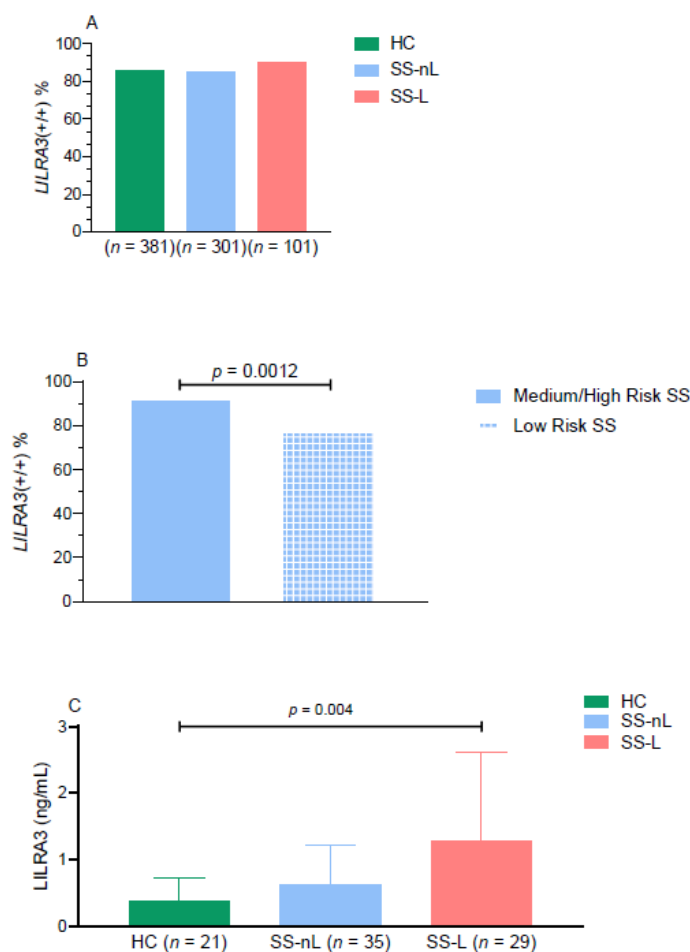 A
LILRA3(+/+) %
100
80
60
40
20
0
(n = 381)(n = 301)(n = 101)
HC
SS-nL
SS-L
B
p = 0.0012
LILRA3(+/+) %
100
80
60
40
20
0
Medium/High Risk SS
Low Risk SS
C
p = 0.004
LILRA3 (ng/mL)
3
2
1
0
HC (n = 21) SS-nL (n = 35) SS-L (n = 29)
HC
SS-nL
SS-L